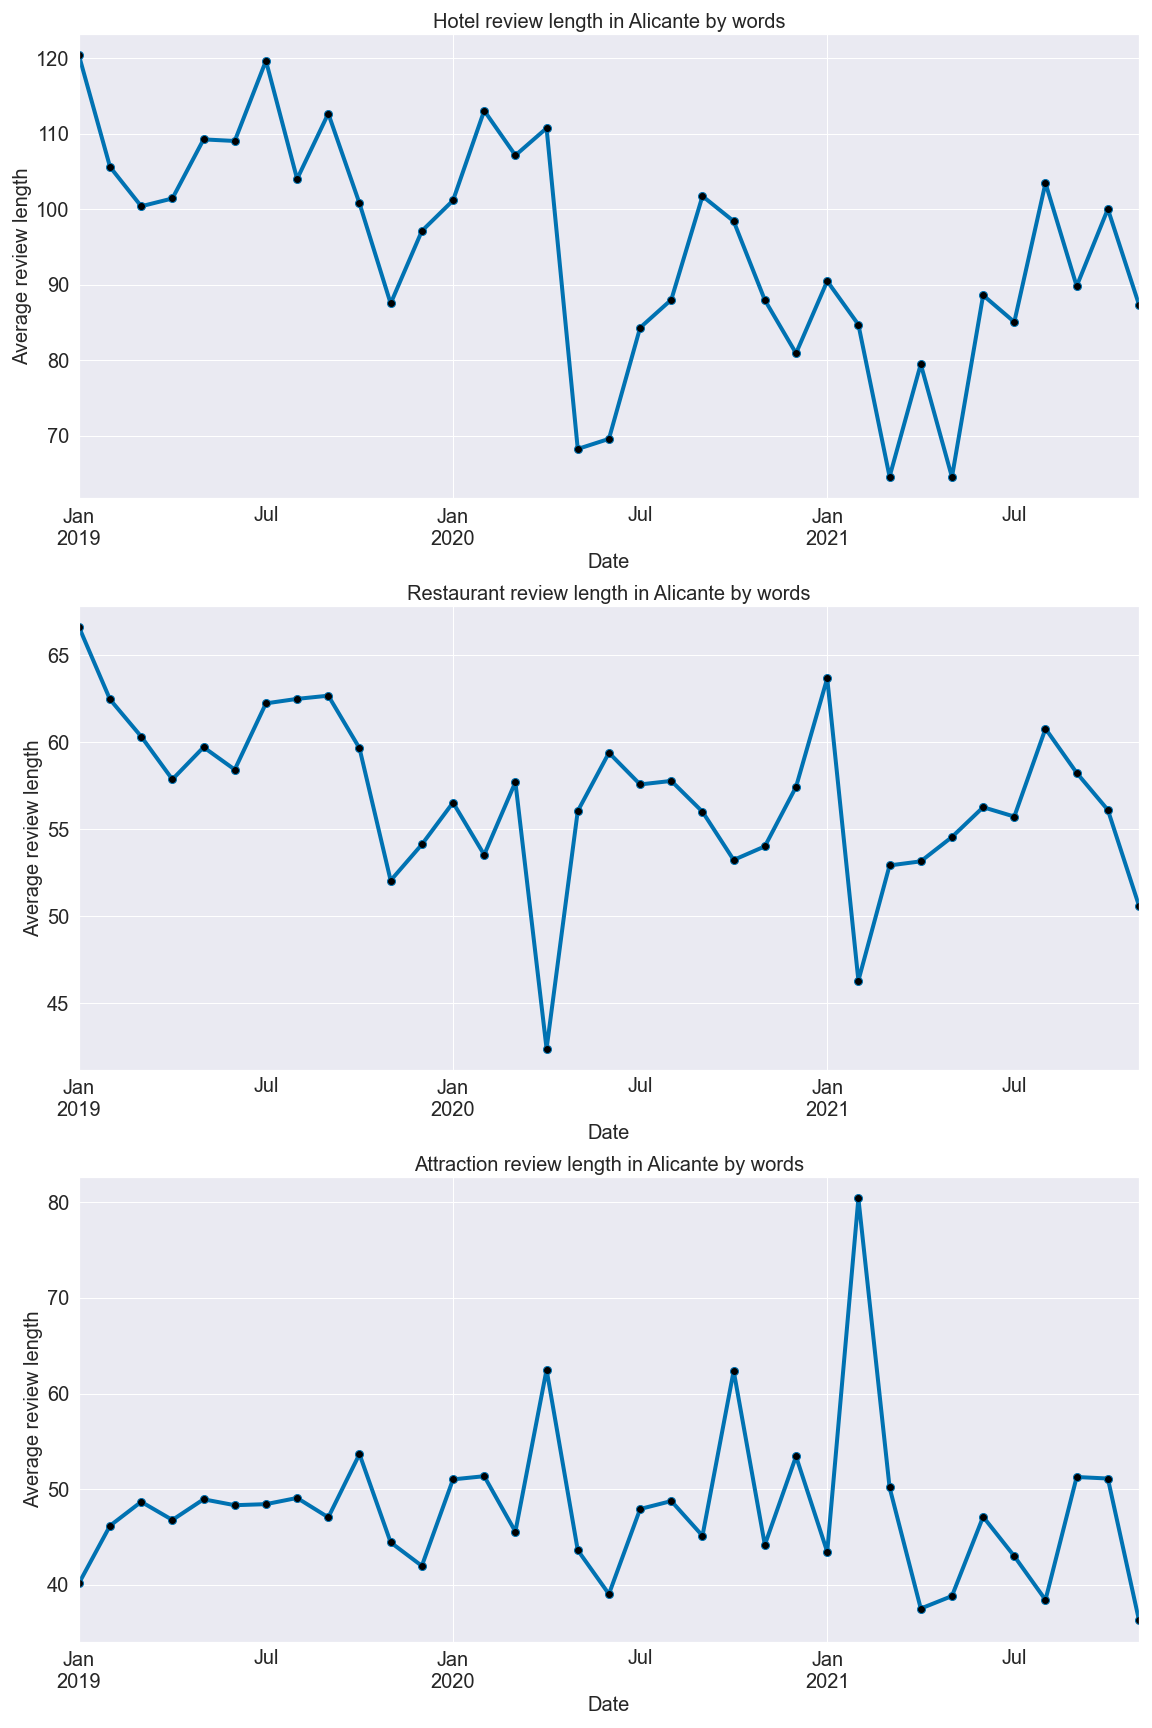 Hotel review length in Alicante by words
Average review length
120
110
100
90
80
70
Jan Jul Jan Jul Jan Jul
2019 2020 2021
Date
Restaurant review length in Alicante by words
Average review length
65
60
55
50
45
Jan Jul Jan Jul Jan Jul
2019 2020 2021
Date
Attraction review length in Alicante by words
Average review length
80
70
60
50
40
Jan Jul Jan Jul Jan Jul
2019 2020 2021
Date